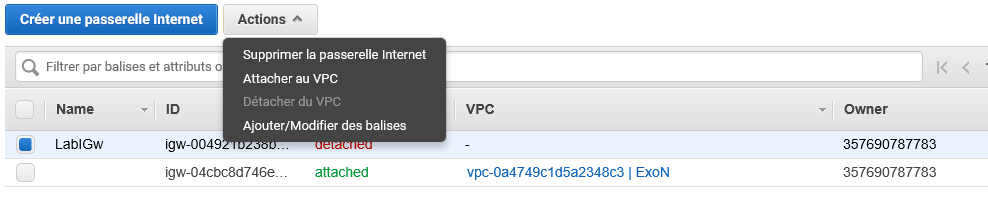 Créer une passerelle Internet Actions
Supprimer la passerelle Internet
Filtrer par balises et attributs o
Attacher au VPC
Détacher du VPC
Name ID VPC Owner
Ajouter/Modifier des balises
LabIGw igw-004921b238b... detached - 357690787783
igw-04cbc8d746e... attached vpc-0a4749c1d5a2348c3 | ExoN 357690787783